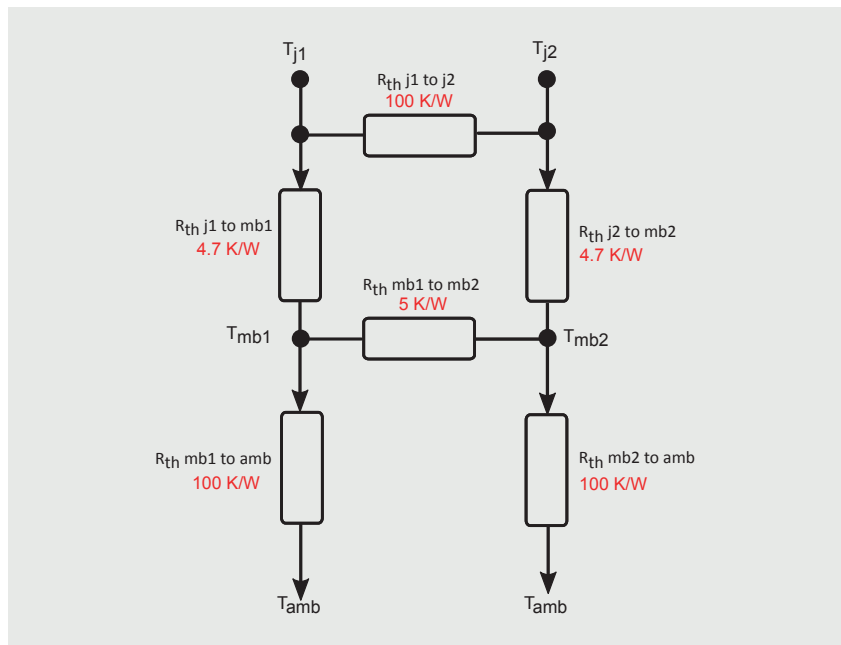 Tj1
Tj2
Rth j1 to j2
100 K/W
Rth j1 to mb1
4.7 K/W
Rth j2 to mb2
4.7 K/W
Rth mb1 to mb2
5 K/W
Tmb1
Tmb2
Rth mb1 to amb
100 K/W
Rth mb2 to amb
100 K/W
Tamb
Tamb